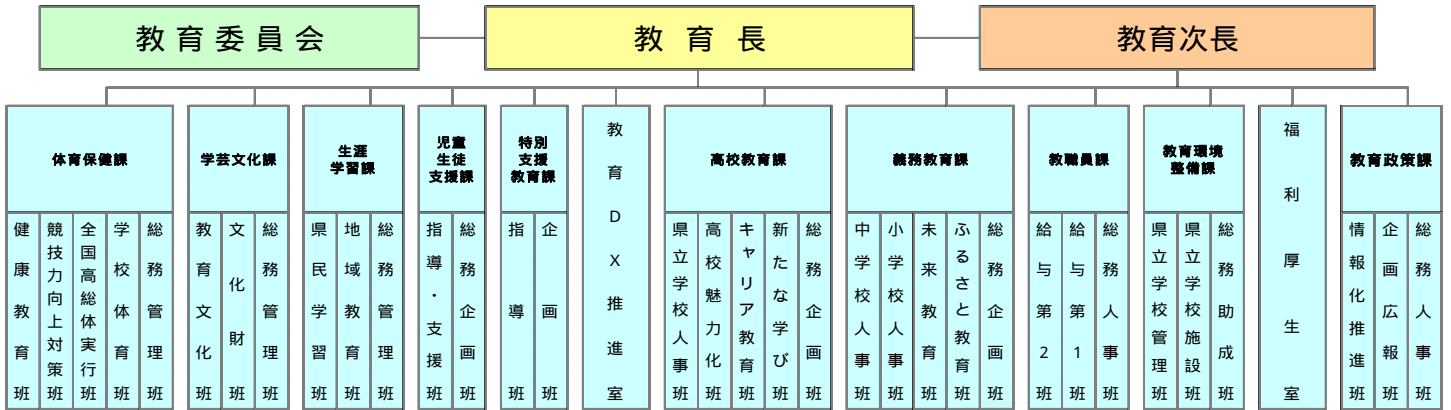 教育委員会
教育長
教育次長
体育保健課
健康教育班
競技力向上対策班
全国高総体実行班
学校体育班
総務管理班
学芸文化課
教育文化班
文化財班
総務管理班
生涯
学習課
県民学習班
地域教育班
総務管理班
児童
生徒
支援課
指導・支援班
総務企画班
特別
支援
教育課
指導班
企画班
教育DX推進室
高校教育課
県立学校人事班
高校魅力化班
キャリア教育班
新たな学び班
総務企画班
義務教育課
中学校人事班
小学校人事班
未来教育班
ふるさと教育班
総務企画班
教職員課
給与第2班
給与第1班
総務人事班
教育環境
整備課
県立学校管理班
県立学校施設班
総務助成班
福利厚生室
教育政策課
情報化推進班
企画広報班
総務人事班